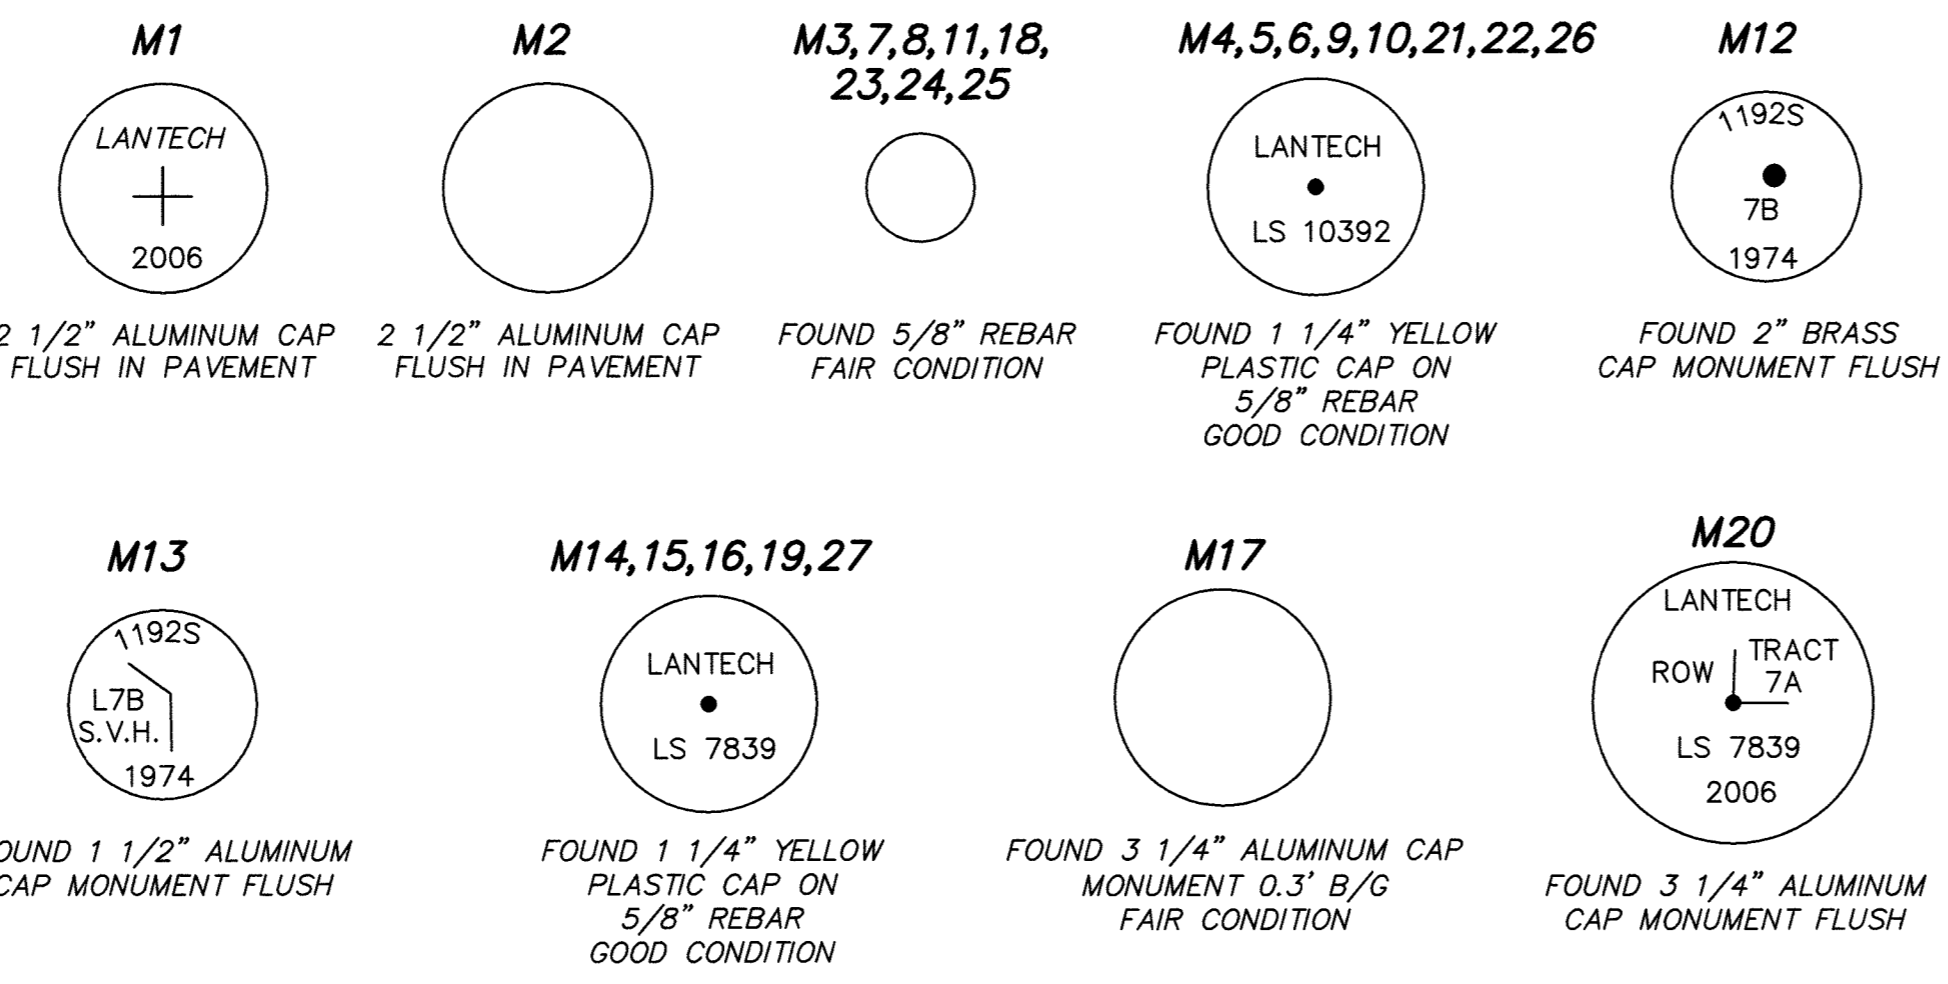 M1
LANTECH
2006
2 1/2" ALUMINUM CAP
FLUSH IN PAVEMENT
M2
2 1/2" ALUMINUM CAP
FLUSH IN PAVEMENT
M3,7,8,11,18,
23,24,25
FOUND 5/8" REBAR
FAIR CONDITION
M4,5,6,9,10,21,22,26
LANTECH
LS 10392
FOUND 1 1/4" YELLOW
PLASTIC CAP ON
5/8" REBAR
GOOD CONDITION
M12
1192S
7B
1974
FOUND 2" BRASS
CAP MONUMENT FLUSH
M13
1192S
L7B
S.V.H.
1974
OUND 1 1/2" ALUMINUM
CAP MONUMENT FLUSH
M14,15,16,19,27
LANTECH
LS 7839
FOUND 1 1/4" YELLOW
PLASTIC CAP ON
5/8" REBAR
GOOD CONDITION
M17
FOUND 3 1/4" ALUMINUM CAP
MONUMENT 0.3' B/G
FAIR CONDITION
M20
LANTECH
ROW
TRACT
7A
LS 7839
2006
FOUND 3 1/4" ALUMINUM
CAP MONUMENT FLUSH